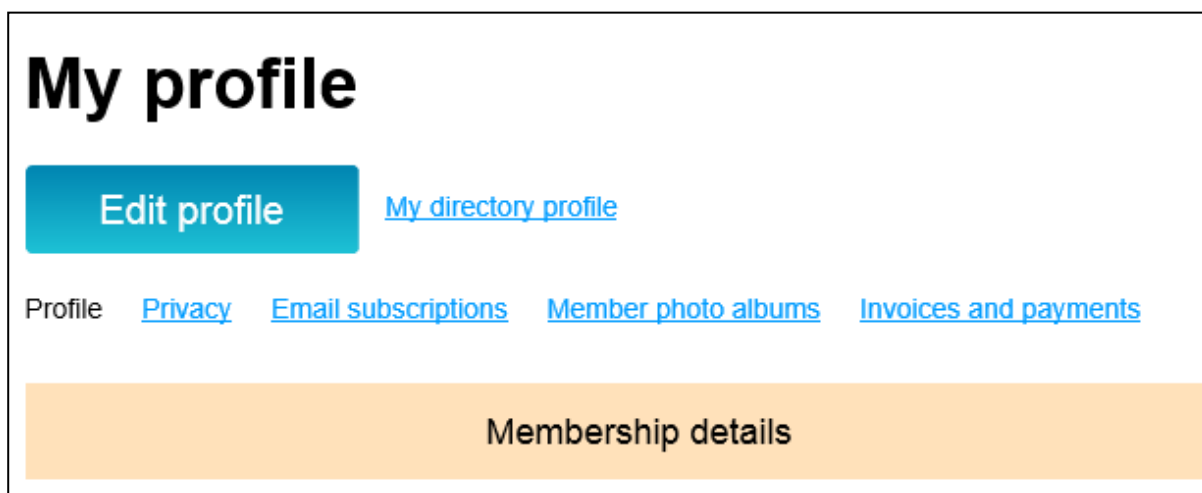 My profile
Edit profile My directory profile
Profile Privacy Email subscriptions Member photo albums Invoices and payments
Membership details